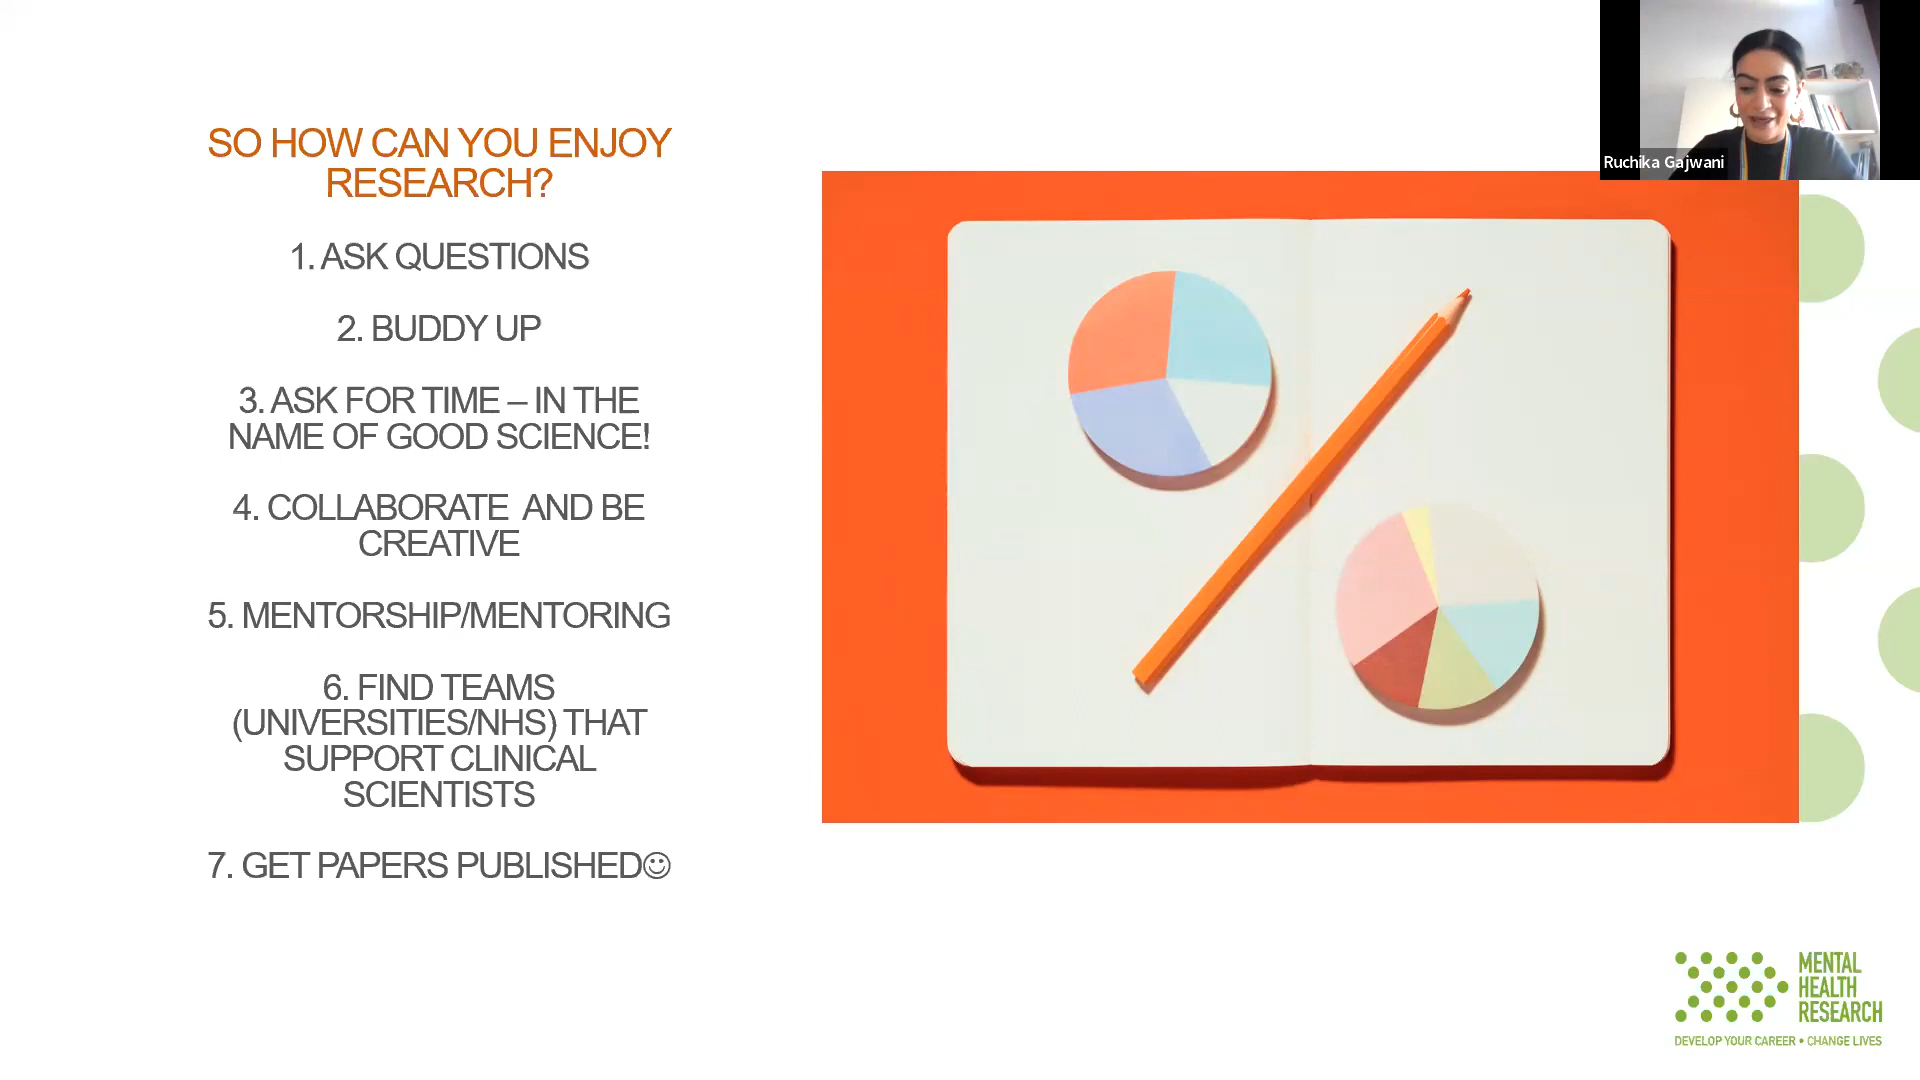 SO HOW CAN YOU ENJOY
RESEARCH?
1. ASK QUESTIONS
2. BUDDY UP
3. ASK FOR TIME – IN THE
NAME OF GOOD SCIENCE!
4. COLLABORATE AND BE
CREATIVE
5. MENTORSHIP/MENTORING
6. FIND TEAMS
(UNIVERSITIES/NHS) THAT
SUPPORT CLINICAL
SCIENTISTS
7. GET PAPERS PUBLISHED☺
Ruchika Gajwani
MENTAL
HEALTH
RESEARCH
DEVELOP YOUR CAREER • CHANGE LIVES